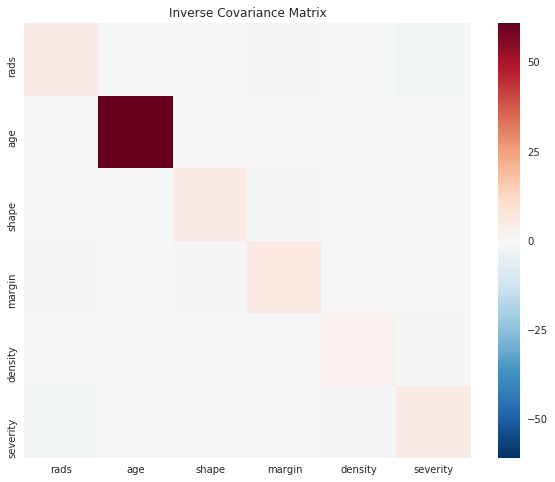 Inverse Covariance Matrix
rads
age
shape
margin
density
severity
rads age shape margin density severity
50
25
0
−25
−50